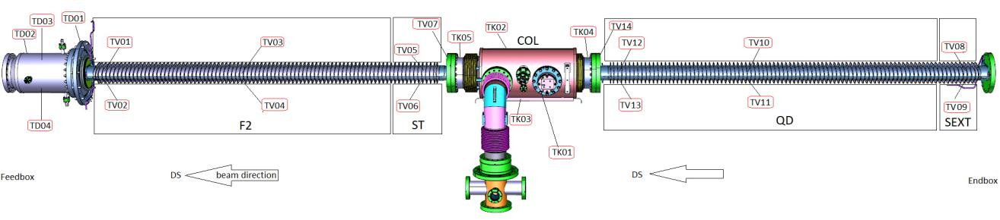 TD01
TD03
TD02
TV01
TV03
TV07
TK05
TK02
COL
TK04
TV14
TV12
TV10
TV08
TV05
TV02
TV04
TV06
TK03
TV13
TV11
TV09
TD04
F2
ST
TK01
QD
SEXT
Feedbox
DS
beam direction
DS
Endbox